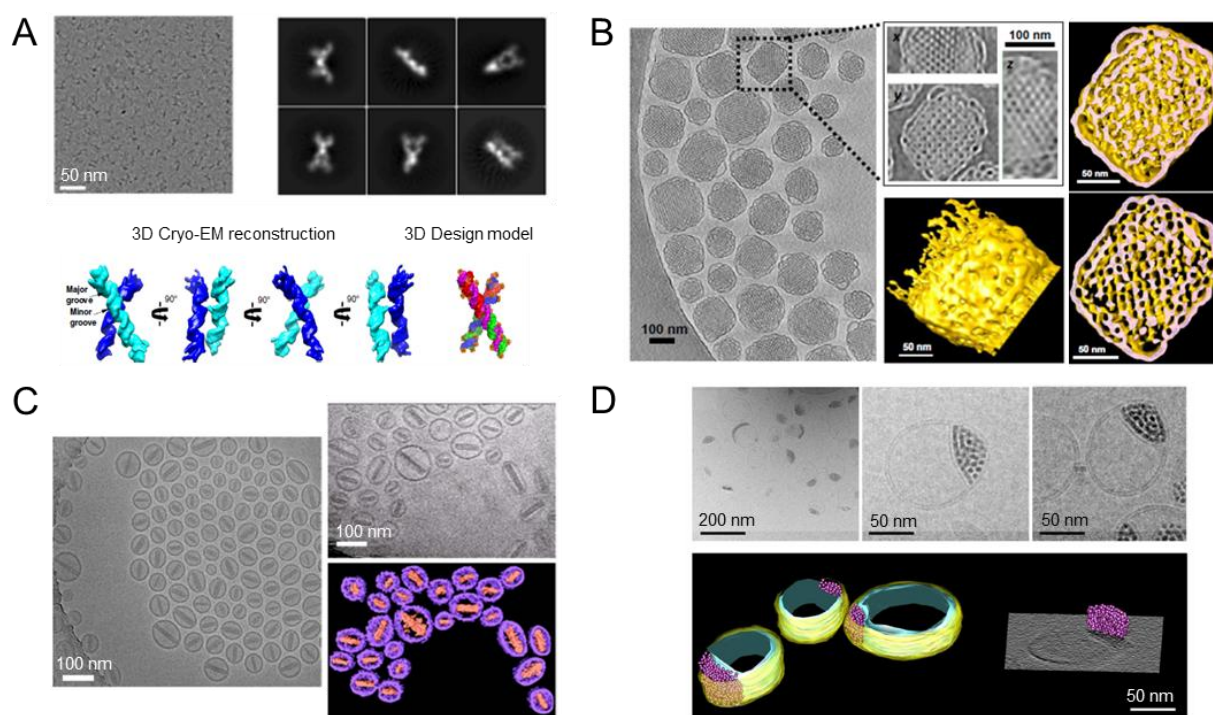 A
50 nm
3D Cryo-EM reconstruction
3D Design model
Major
groove
Minor
groove
90°
90°
90°
B
100 nm
x
y
z
100 nm
50 nm
50 nm
50 nm
C
100 nm
100 nm
D
200 nm
50 nm
50 nm
50 nm